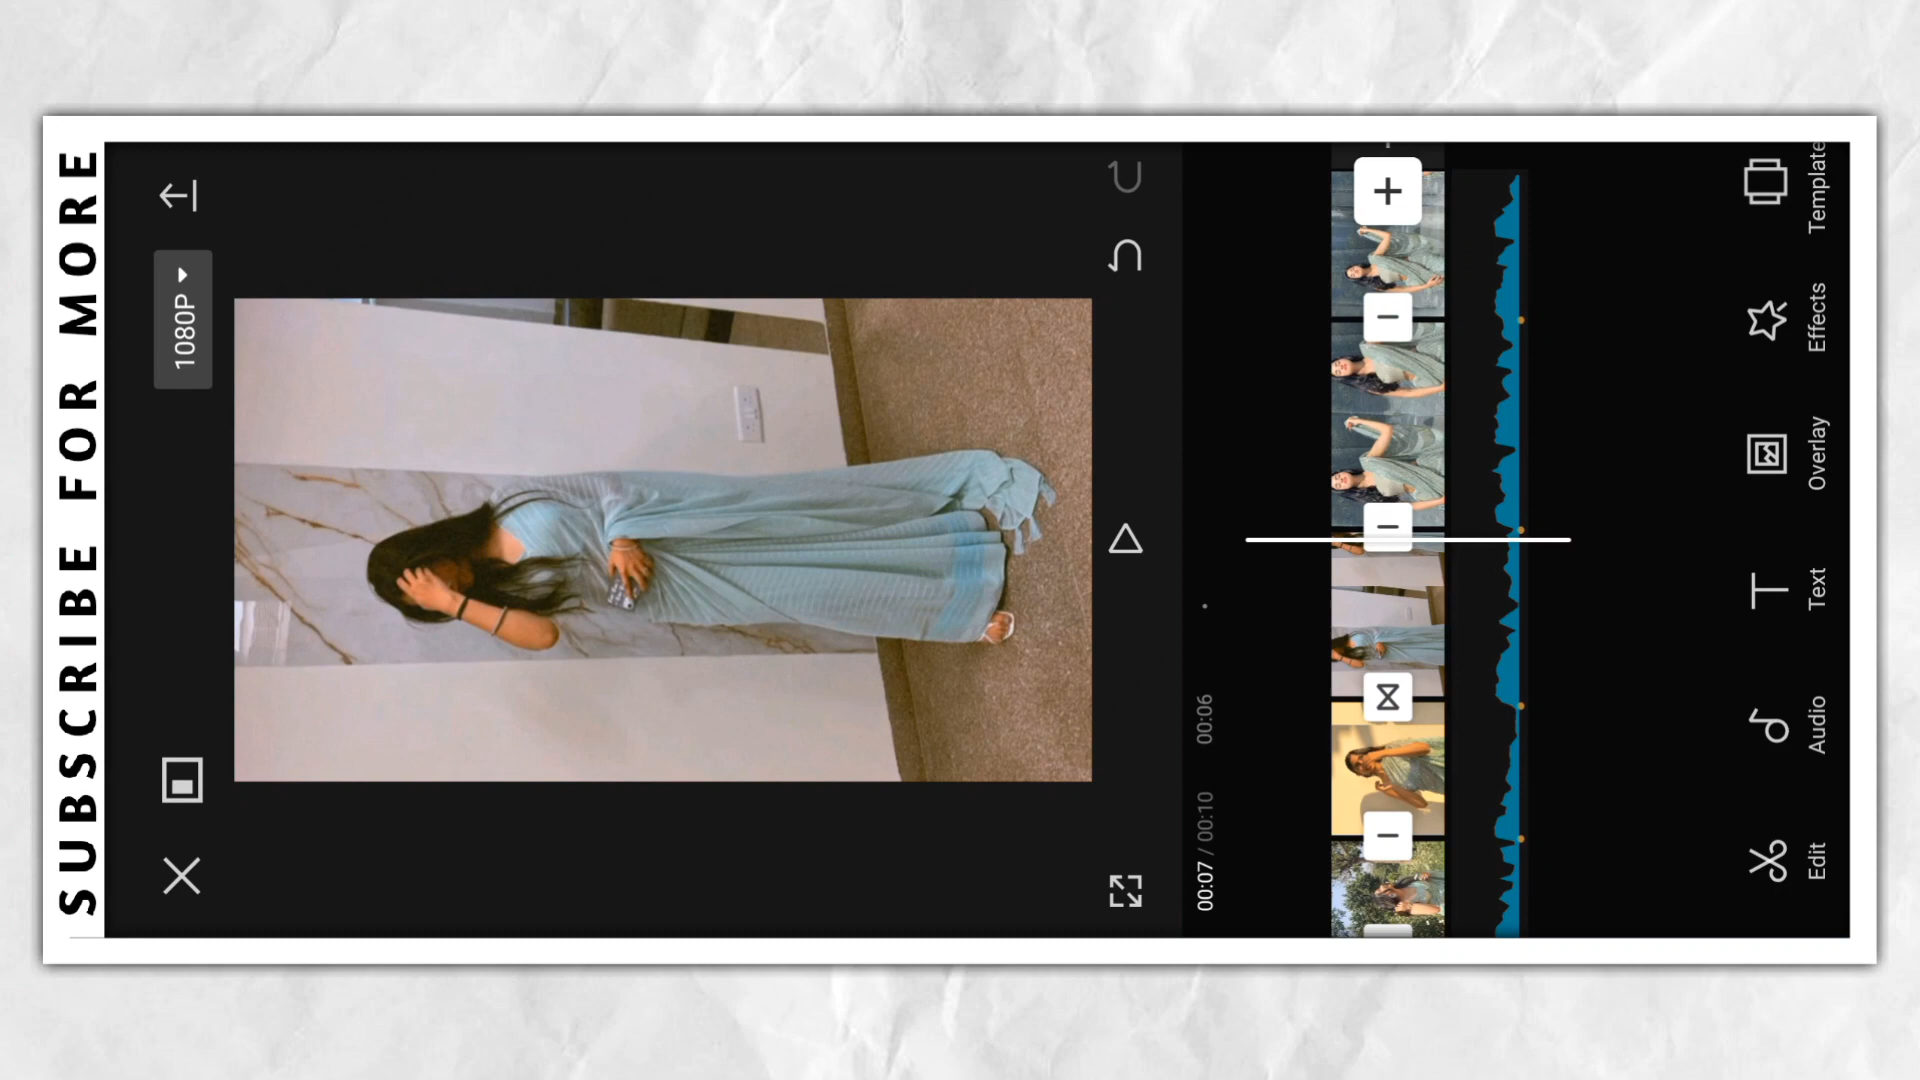 SUBSCRIBE FOR MORE
1080P
00:07 / 00:10
00:06
Edit
Audio
Text
Overlay
Effects
Template